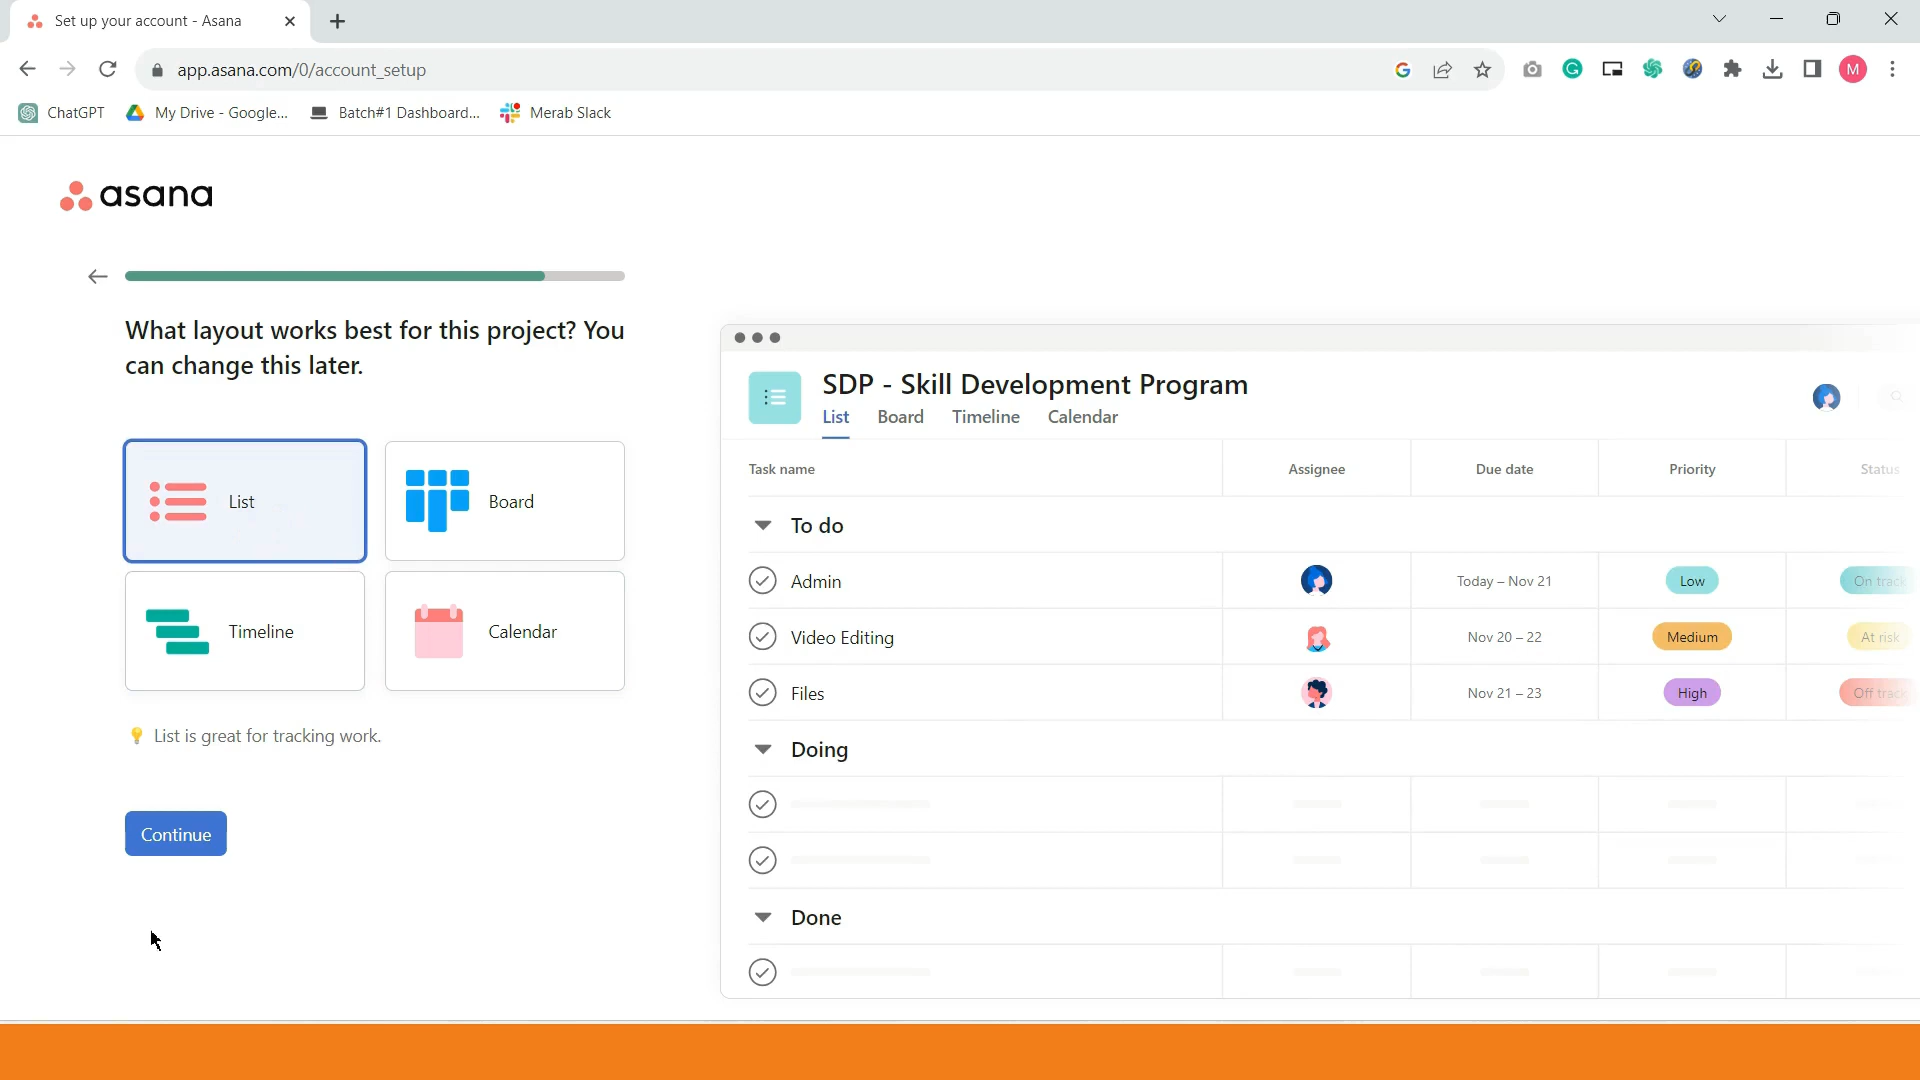 Set up your account - Asana
app.asana.com/0/account_setup
G
M
ChatGPT
My Drive - Google...
Batch#1 Dashboard...
Merab Slack
asana
What layout works best for this project? You
can change this later.
List
Board
Timeline
Calendar
List is great for tracking work.
Continue
SDP - Skill Development Program
List Board Timeline Calendar
Task name Assignee Due date Priority Status
To do
Admin Today – Nov 21 Low On track
Video Editing Nov 20 – 22 Medium At risk
Files Nov 21 – 23 High Off track
Doing
Done